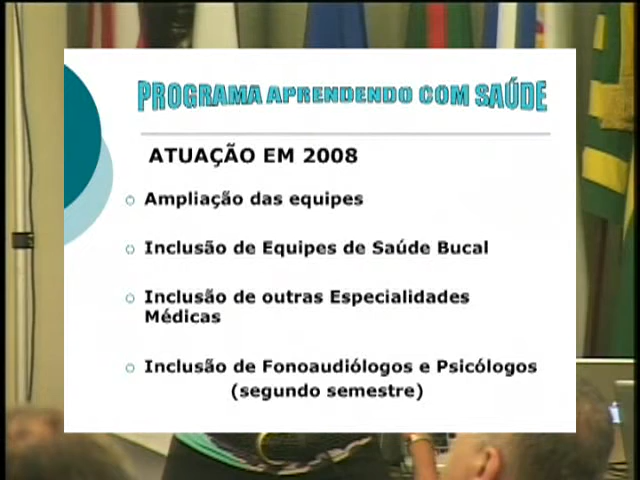 PROGRAMA APRENDENDO COM SAÚDE
ATUAÇÃO EM 2008
Ampliação das equipes
Inclusão de Equipes de Saúde Bucal
Inclusão de outras Especialidades
Médicas
Inclusão de Fonoaudiólogos e Psicólogos
(segundo semestre)